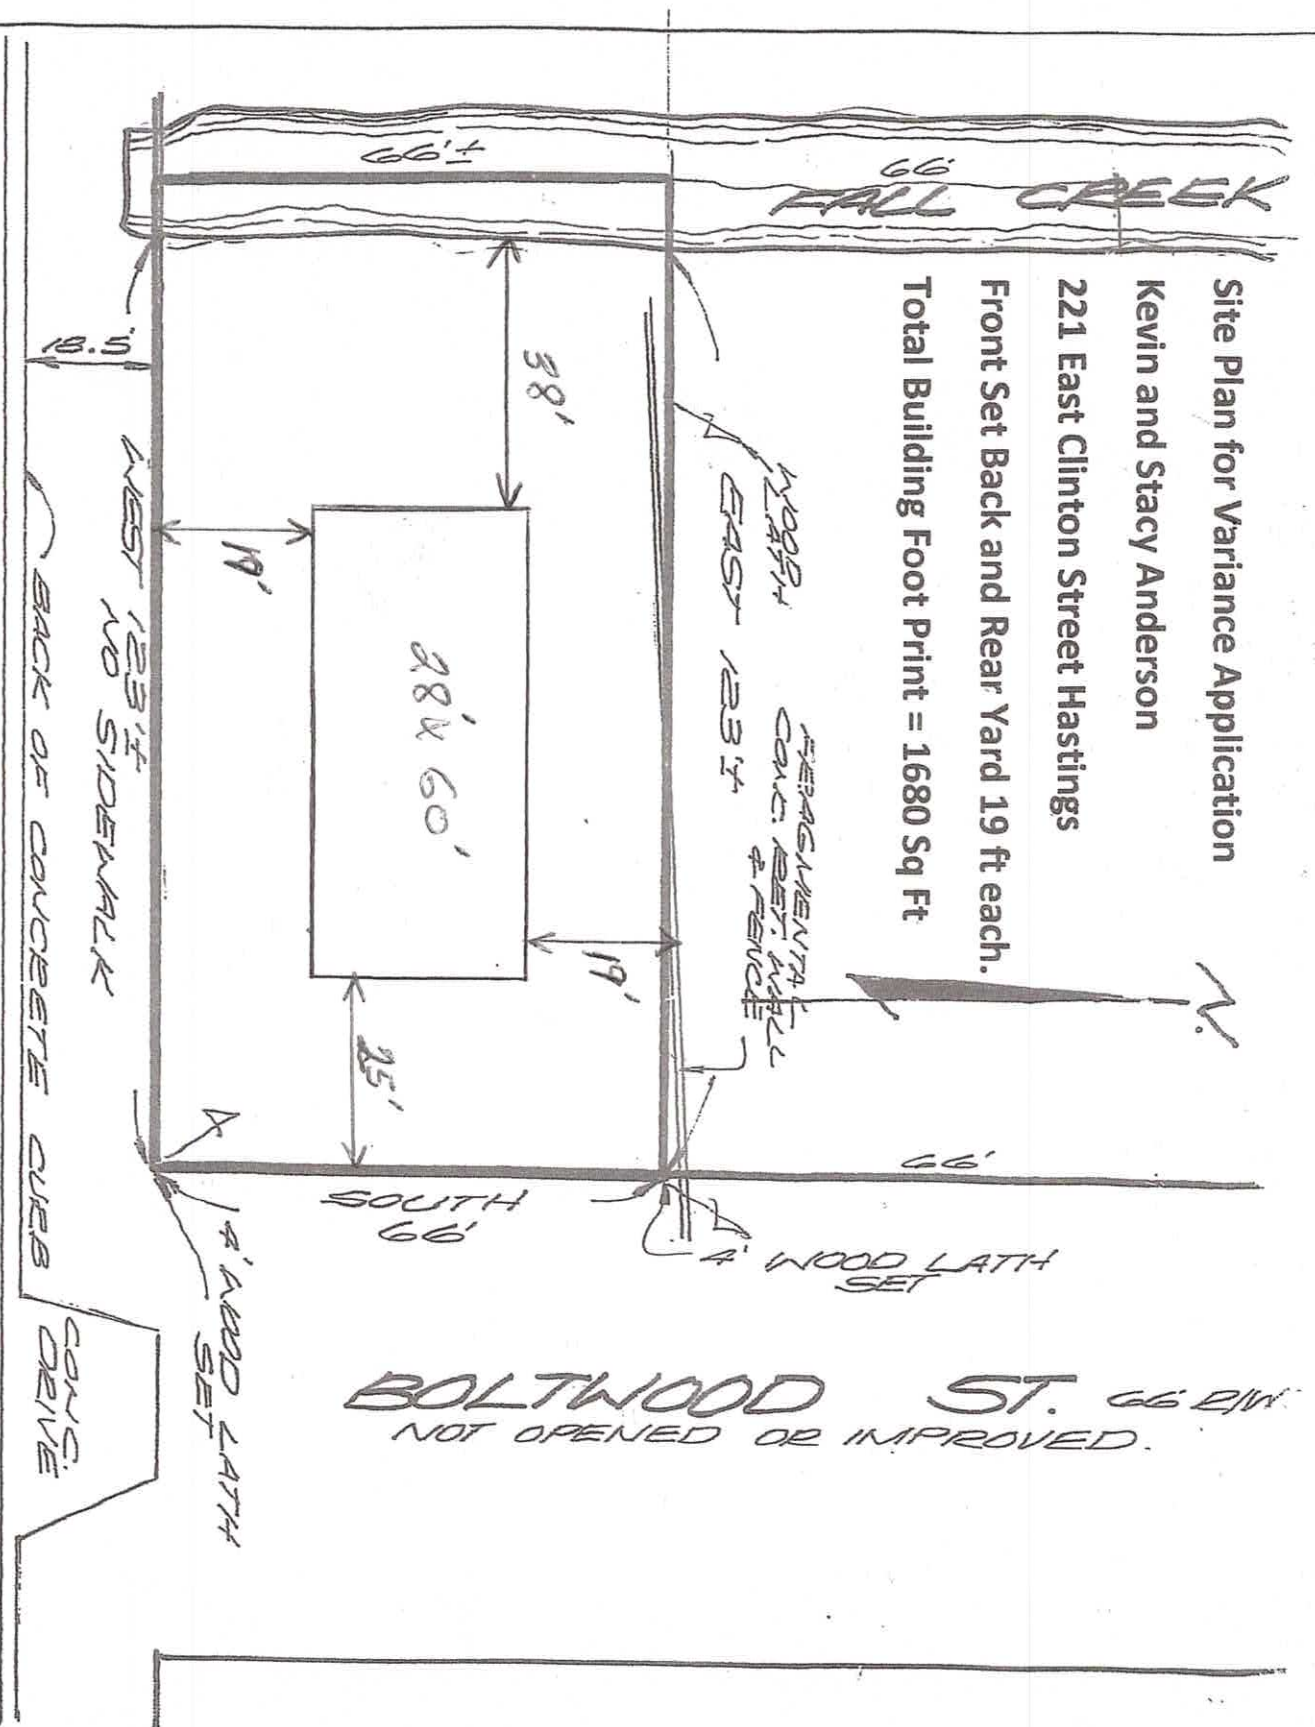 Site Plan for Variance Application
Kevin and Stacy Anderson
221 East Clinton Street Hastings
Front Set Back and Rear Yard 19 ft each.
Total Building Foot Print = 1680 Sq Ft
N.
FALL CREEK
66'
66'±
WOOD
LATH
EAST 123'±
FRAGMENTAL
CONC. RET. WALL
& FENCE
38'
19'
28' x 60'
19'
25'
18.5'
WEST 123'±
NO SIDEWALK
BACK OF CONCRETE CURB
SOUTH
66'
66'
4' WOOD LATH
SET
4' WOOD LATH
SET
BOLTWOOD ST. 66' R/W
NOT OPENED OR IMPROVED.
CONC.
DRIVE